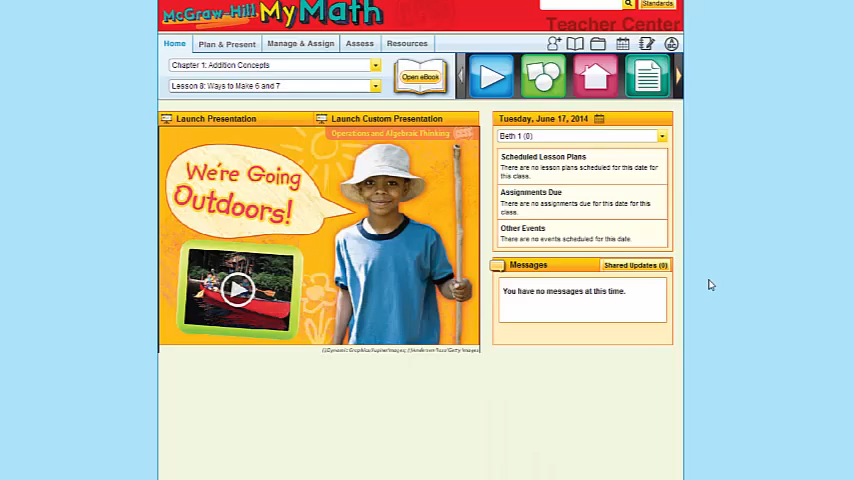 McGraw-Hill My Math
Standards
Teacher Center
Home
Plan & Present
Manage & Assign
Assess
Resources
Chapter 1: Addition Concepts
Lesson 8: Ways to Make 6 and 7
Open eBook
Launch Presentation
Launch Custom Presentation
Operations and Algebraic Thinking
We're Going
Outdoors!
Tuesday, June 17, 2014
Beth 1 (0)
Scheduled Lesson Plans
There are no lesson plans scheduled for this date for
this class.
Assignments Due
There are no assignments due for this date for this
class.
Other Events
There are no events scheduled for this date.
Messages
Shared Updates (0)
You have no messages at this time.